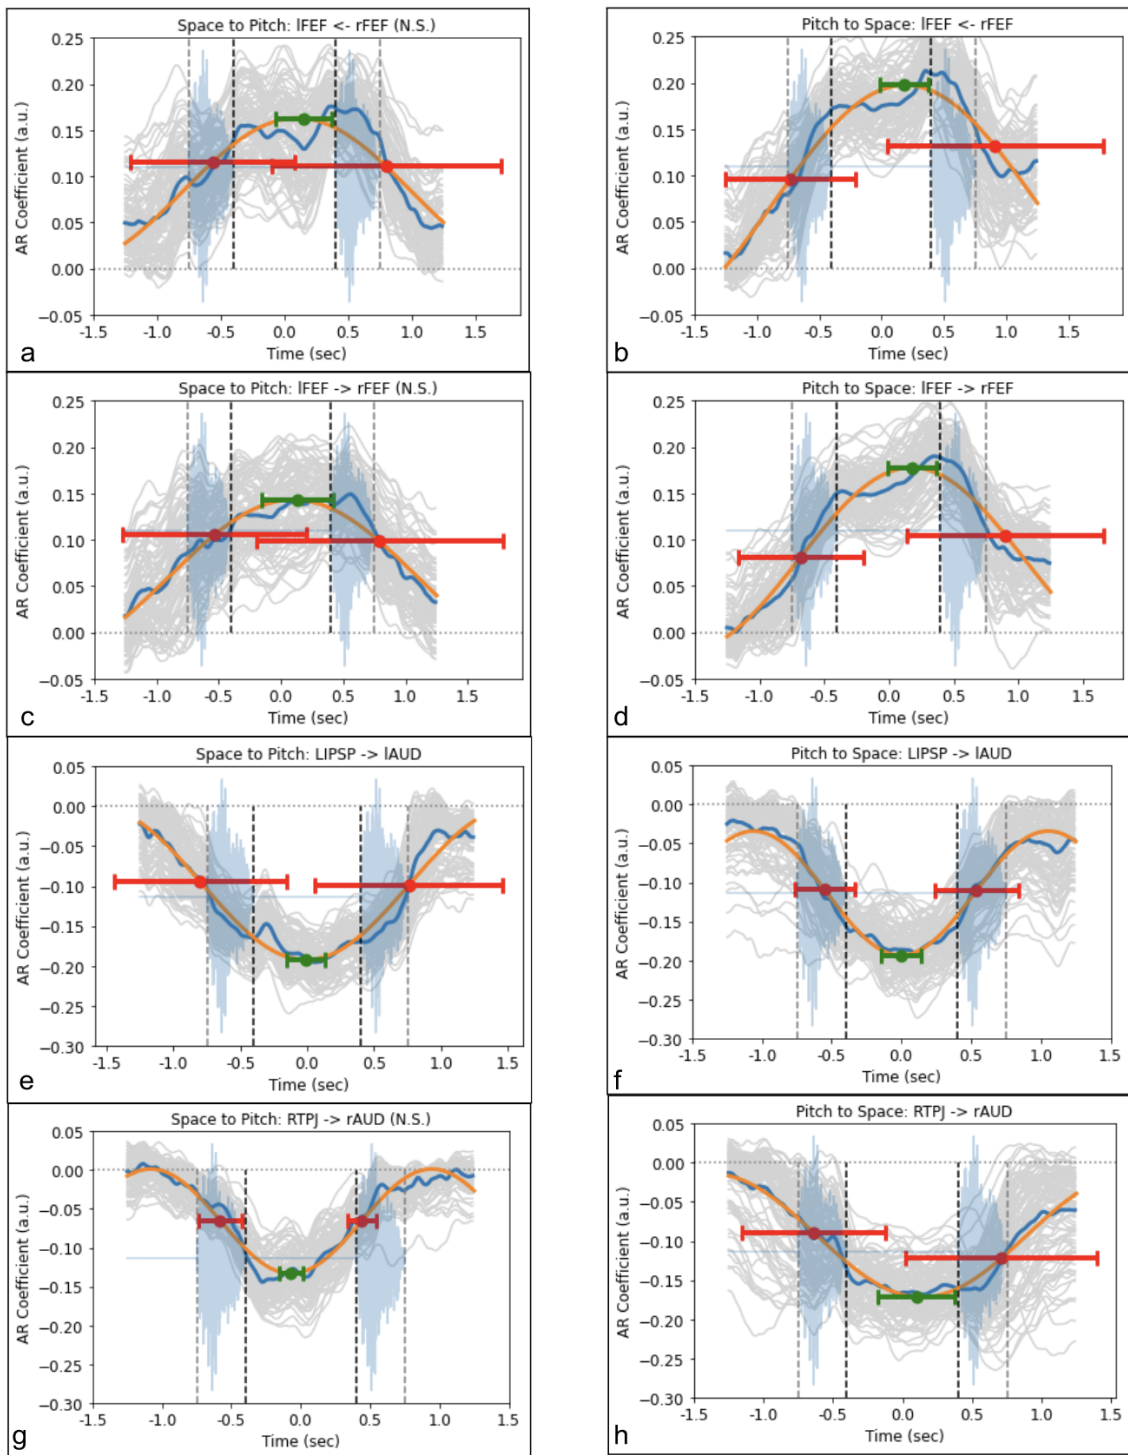 Space to Pitch: lFEF <- rFEF (N.S.)
0.25
0.20
0.15
0.10
0.05
0.00
−0.05
AR Coefficient (a.u.)
-1.5 -1.0 -0.5 0.0 0.5 1.0 1.5
Time (sec)
a
Pitch to Space: lFEF <- rFEF
0.25
0.20
0.15
0.10
0.05
0.00
−0.05
AR Coefficient (a.u.)
-1.5 -1.0 -0.5 0.0 0.5 1.0 1.5
Time (sec)
b
Space to Pitch: lFEF -> rFEF (N.S.)
0.25
0.20
0.15
0.10
0.05
0.00
−0.05
AR Coefficient (a.u.)
-1.5 -1.0 -0.5 0.0 0.5 1.0 1.5
Time (sec)
c
Pitch to Space: lFEF -> rFEF
0.25
0.20
0.15
0.10
0.05
0.00
−0.05
AR Coefficient (a.u.)
-1.5 -1.0 -0.5 0.0 0.5 1.0 1.5
Time (sec)
d
Space to Pitch: LIPSP -> lAUD
0.05
0.00
−0.05
−0.10
−0.15
−0.20
−0.25
−0.30
AR Coefficient (a.u.)
-1.5 -1.0 -0.5 0.0 0.5 1.0 1.5
Time (sec)
e
Pitch to Space: LIPSP -> lAUD
0.05
0.00
−0.05
−0.10
−0.15
−0.20
−0.25
−0.30
AR Coefficient (a.u.)
-1.5 -1.0 -0.5 0.0 0.5 1.0 1.5
Time (sec)
f
Space to Pitch: RTPJ -> rAUD (N.S.)
0.05
0.00
−0.05
−0.10
−0.15
−0.20
−0.25
−0.30
AR Coefficient (a.u.)
-1.5 -1.0 -0.5 0.0 0.5 1.0 1.5
Time (sec)
g
Pitch to Space: RTPJ -> rAUD
0.05
0.00
−0.05
−0.10
−0.15
−0.20
−0.25
−0.30
AR Coefficient (a.u.)
-1.5 -1.0 -0.5 0.0 0.5 1.0 1.5
Time (sec)
h